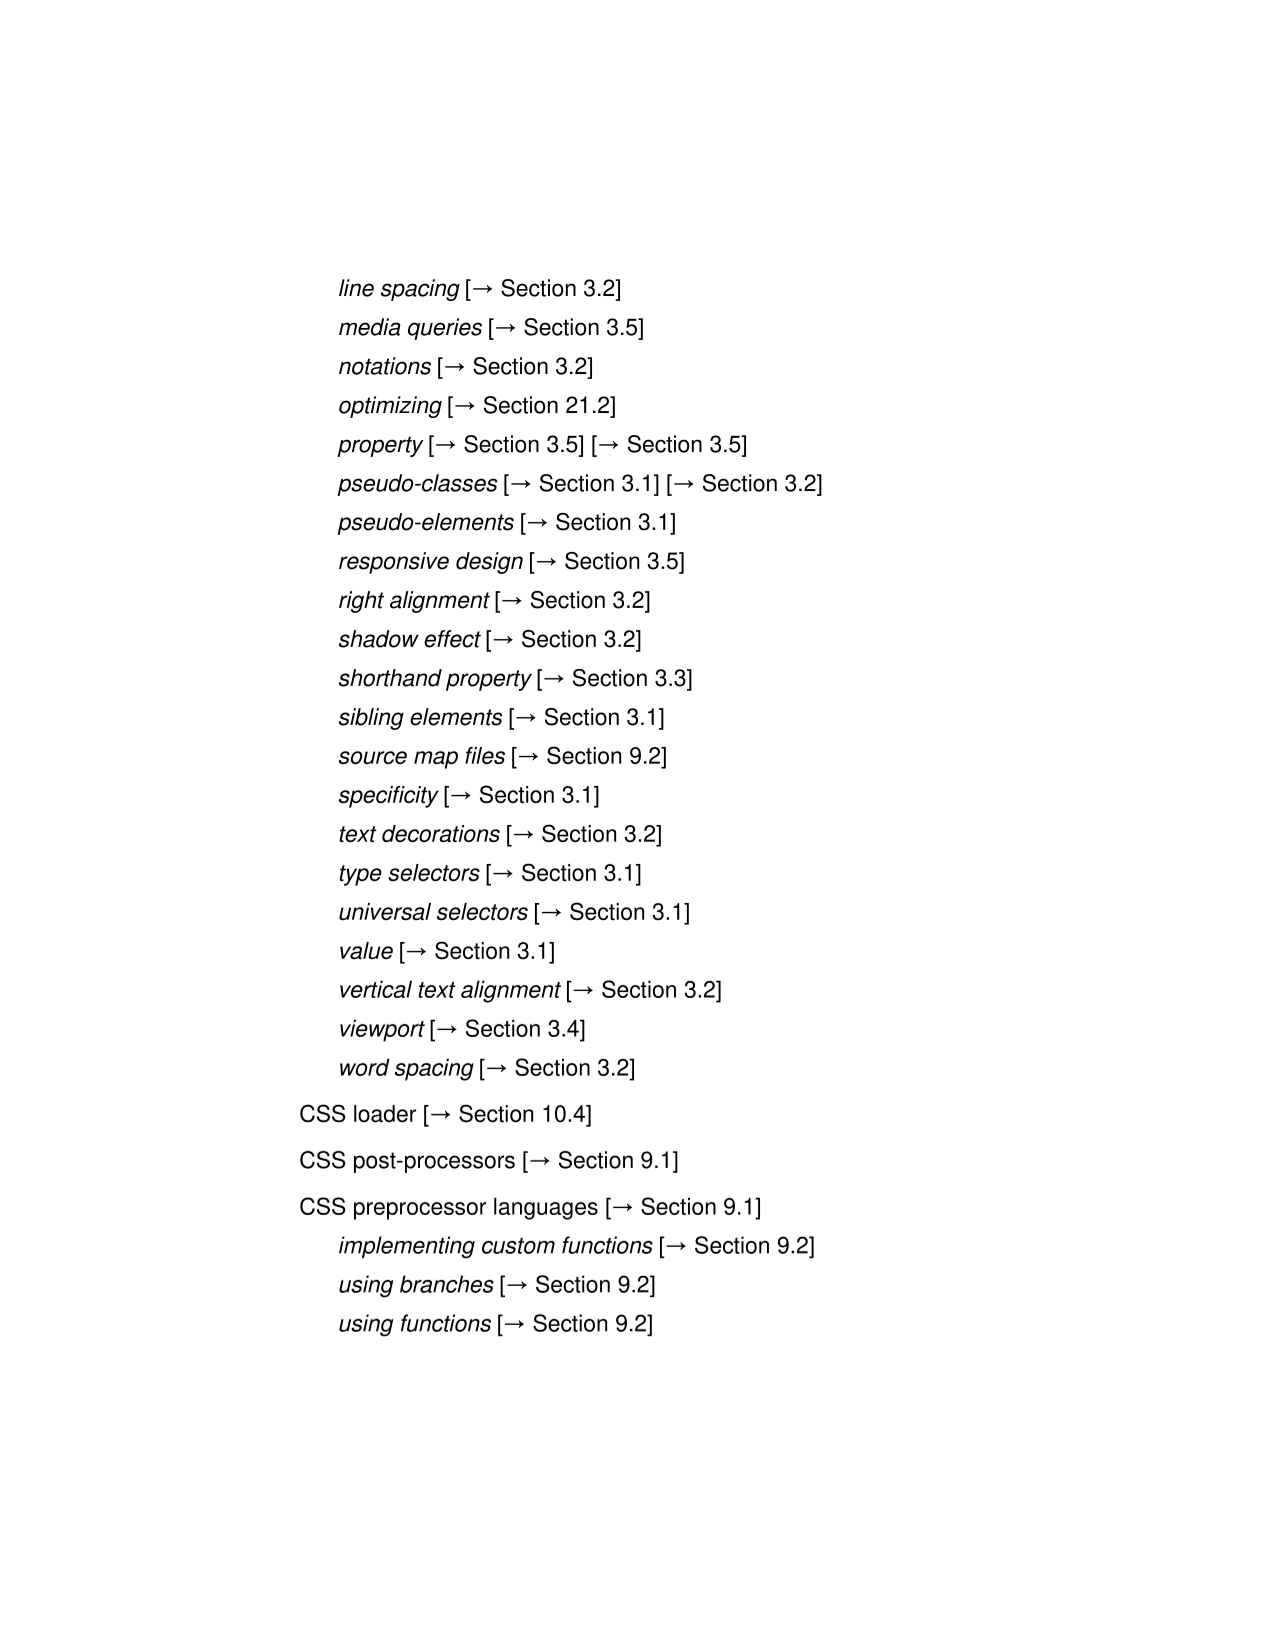 line spacing [→ Section 3.2]
media queries [→ Section 3.5]
notations [→ Section 3.2]
optimizing [→ Section 21.2]
property [→ Section 3.5] [→ Section 3.5]
pseudo-classes [→ Section 3.1] [→ Section 3.2]
pseudo-elements [→ Section 3.1]
responsive design [→ Section 3.5]
right alignment [→ Section 3.2]
shadow effect [→ Section 3.2]
shorthand property [→ Section 3.3]
sibling elements [→ Section 3.1]
source map files [→ Section 9.2]
specificity [→ Section 3.1]
text decorations [→ Section 3.2]
type selectors [→ Section 3.1]
universal selectors [→ Section 3.1]
value [→ Section 3.1]
vertical text alignment [→ Section 3.2]
viewport [→ Section 3.4]
word spacing [→ Section 3.2]
CSS loader [→ Section 10.4]
CSS post-processors [→ Section 9.1]
CSS preprocessor languages [→ Section 9.1]
implementing custom functions [→ Section 9.2]
using branches [→ Section 9.2]
using functions [→ Section 9.2]